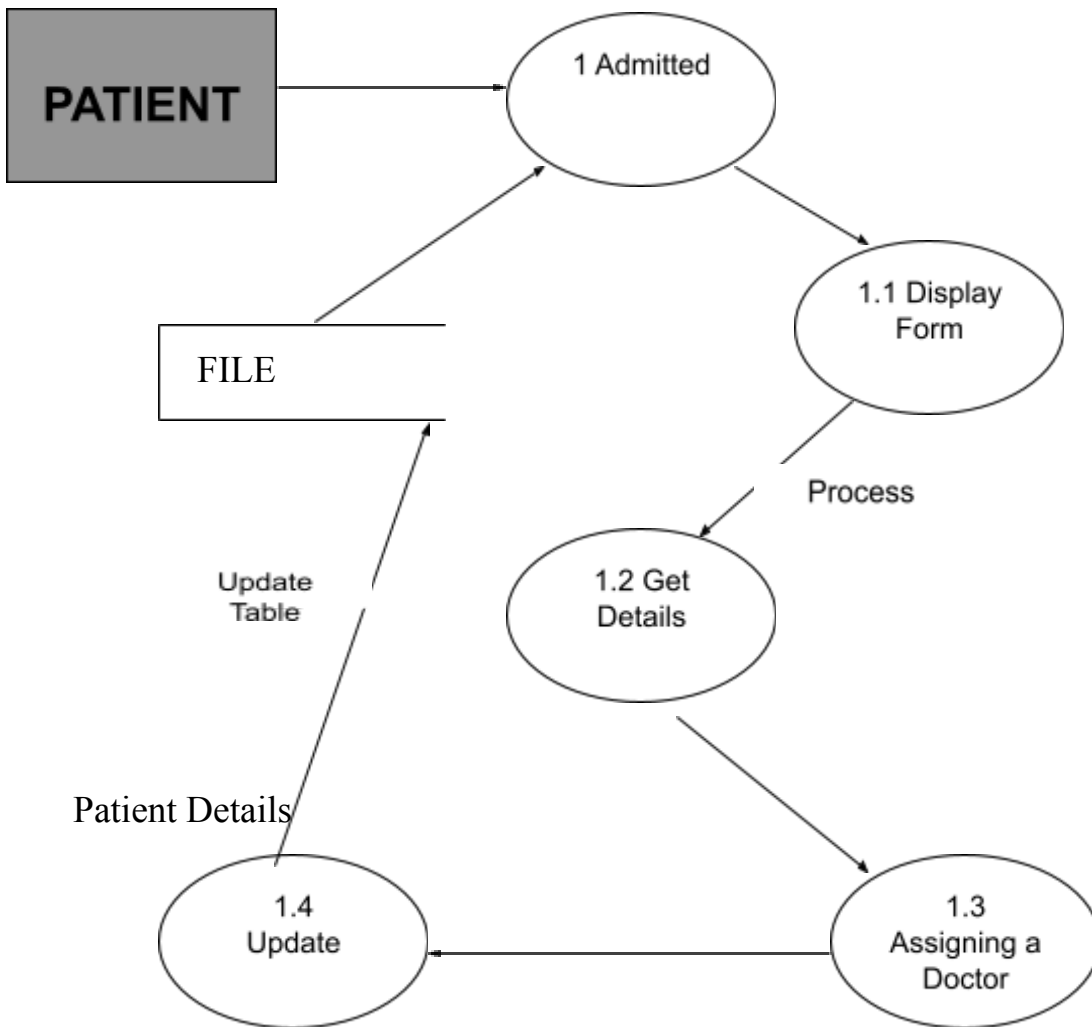 PATIENT
1 Admitted
1.1 Display
Form
FILE
Process
1.2 Get
Details
Update
Table
Patient Details
1.4
Update
1.3
Assigning a
Doctor